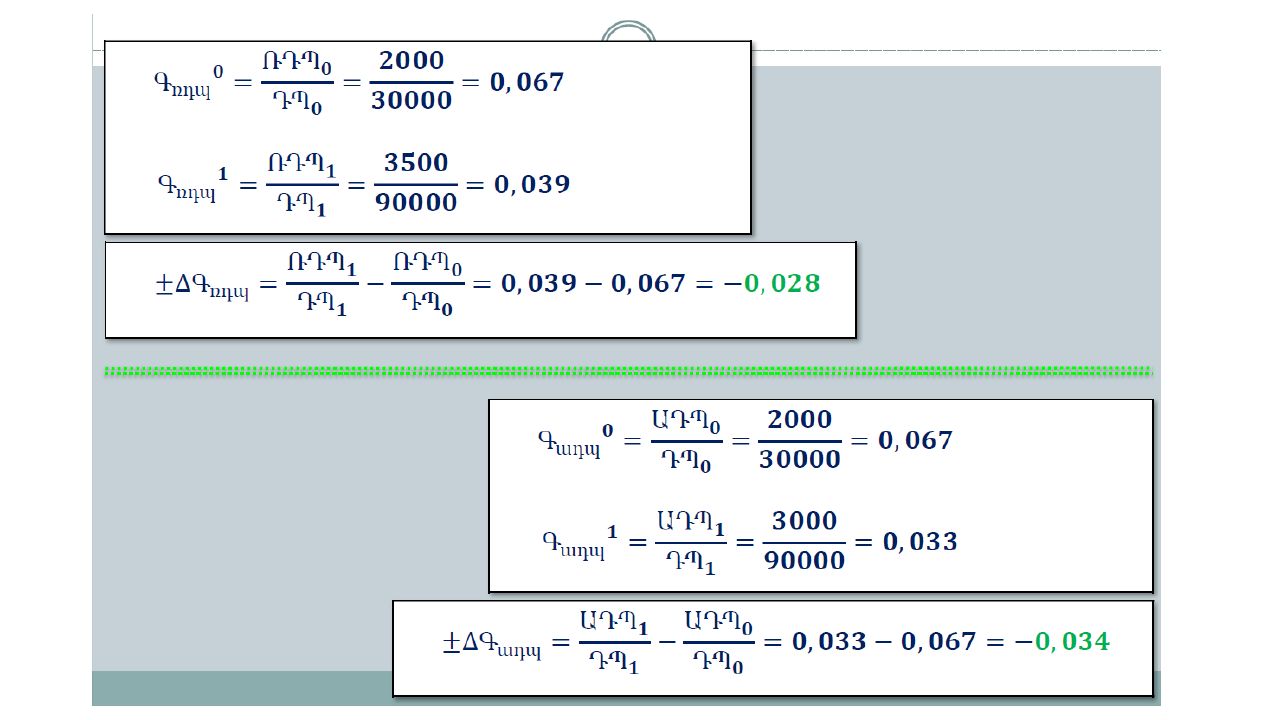 Գռդպ⁰ = ՌԴՊ₀/ԴՊ₀ = 2000/30000 = 0,067
Գռդպ¹ = ՌԴՊ₁/ԴՊ₁ = 3500/90000 = 0,039
±ΔԳռդպ = ՌԴՊ₁/ԴՊ₁ − ՌԴՊ₀/ԴՊ₀ = 0,039 − 0,067 = −0,028
Գադպ⁰ = ԱԴՊ₀/ԴՊ₀ = 2000/30000 = 0,067
Գադպ¹ = ԱԴՊ₁/ԴՊ₁ = 3000/90000 = 0,033
±ΔԳադպ = ԱԴՊ₁/ԴՊ₁ − ԱԴՊ₀/ԴՊ₀ = 0,033 − 0,067 = −0,034